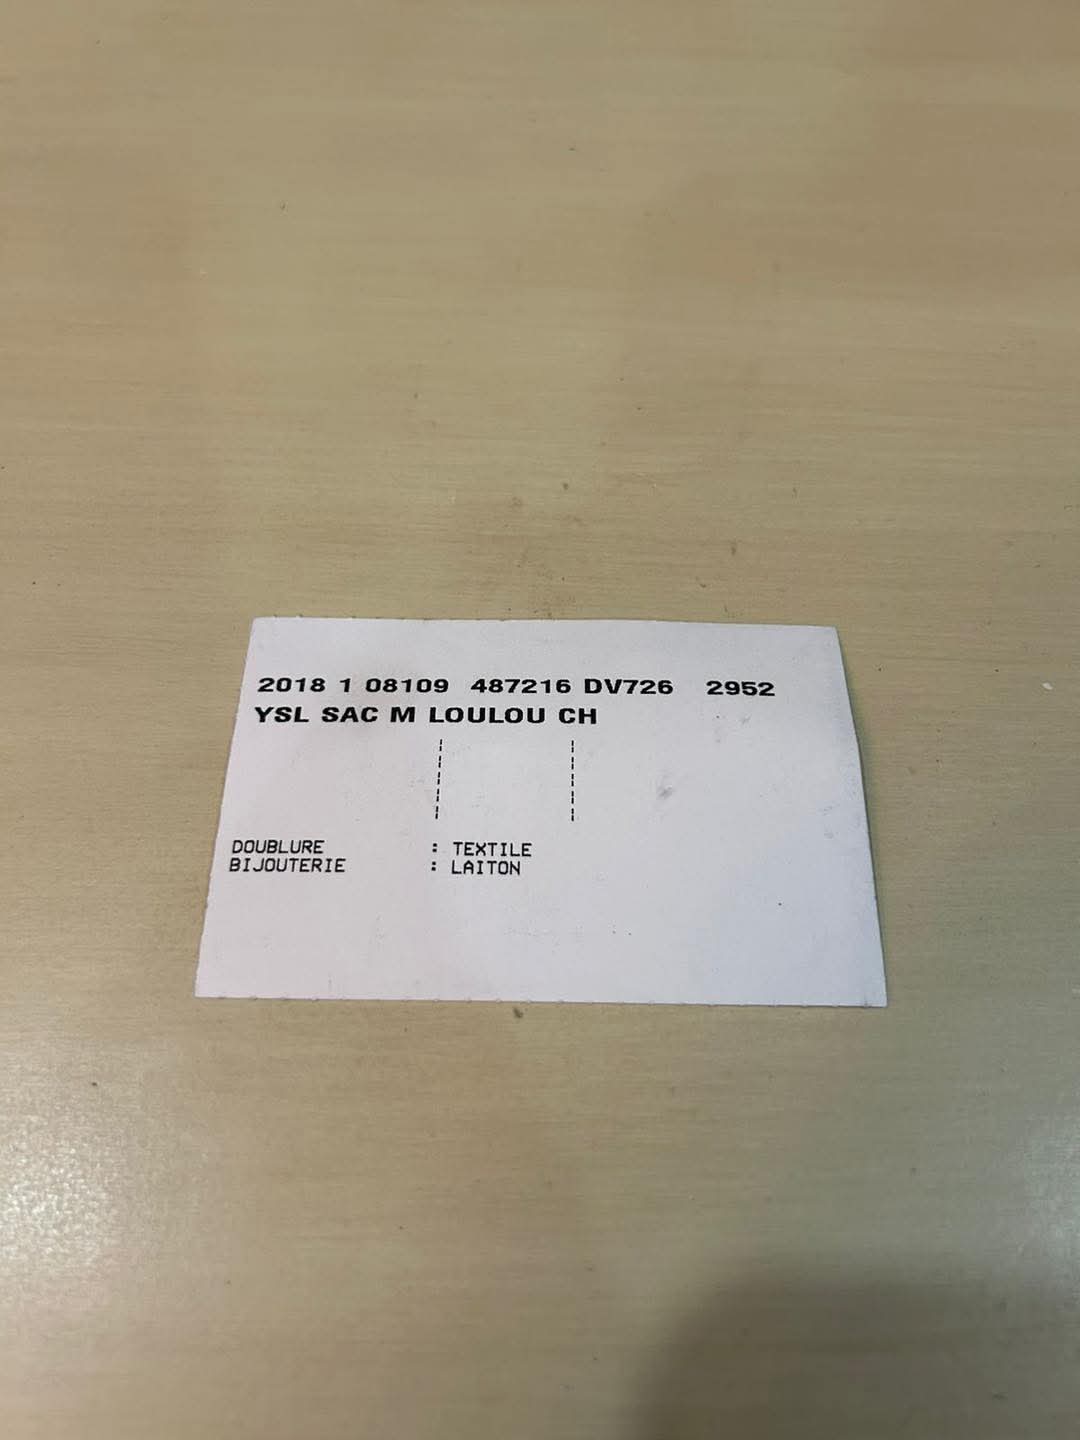 2018 1 08109 487216 DV726 2952
YSL SAC M LOULOU CH
DOUBLURE : TEXTILE
BIJOUTERIE : LAITON